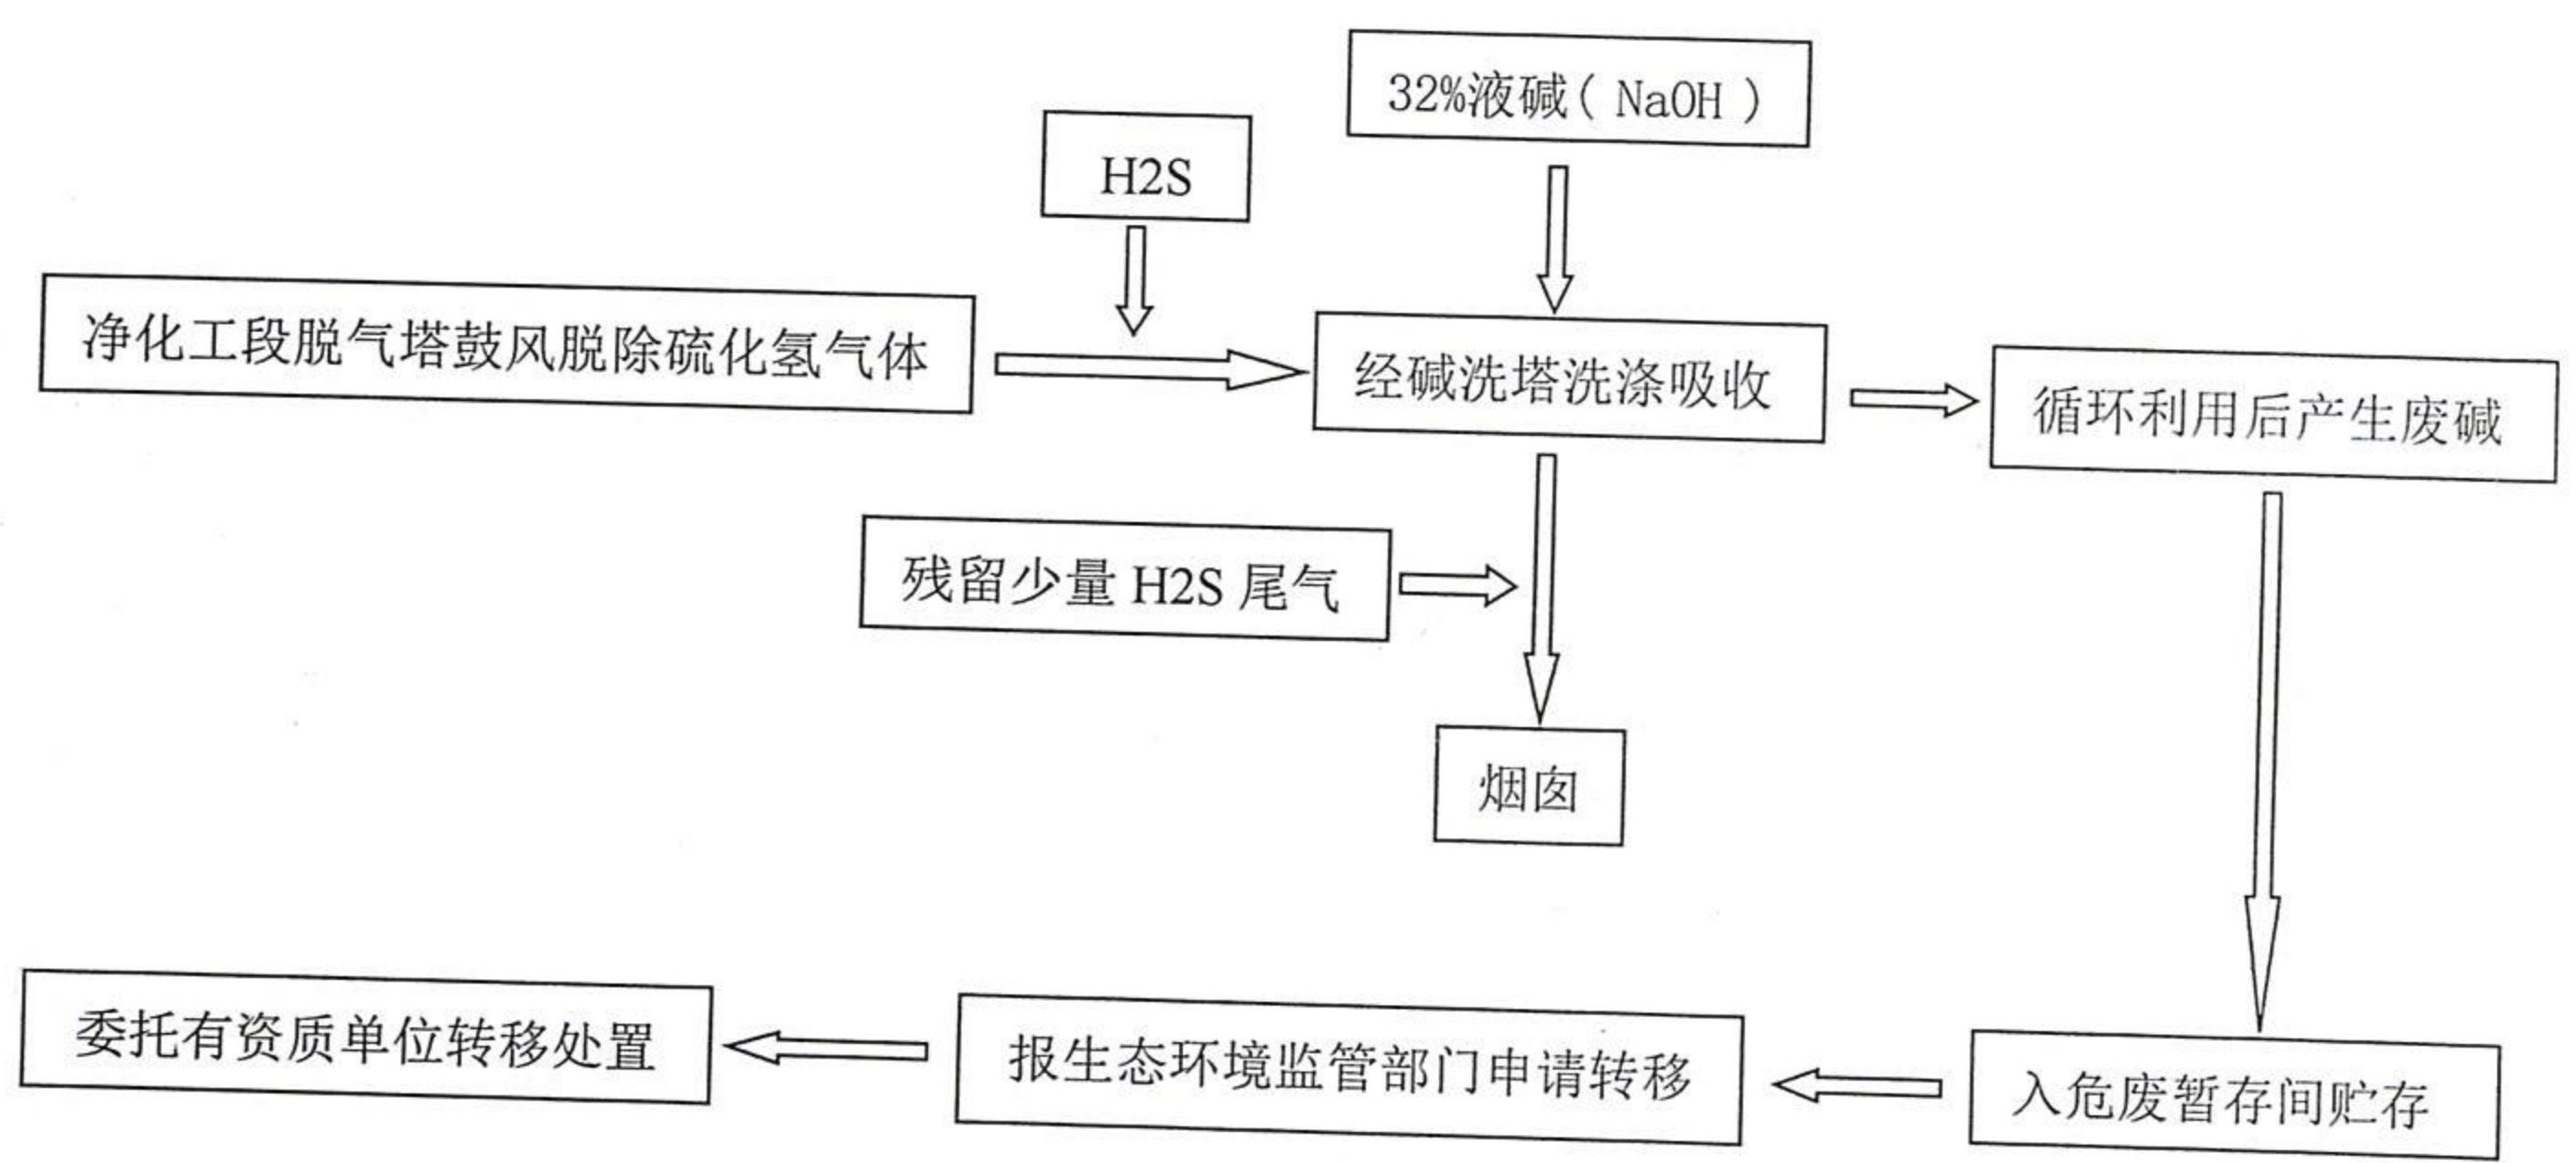 32%液碱( NaOH )
H2S
净化工段脱气塔鼓风脱除硫化氢气体
经碱洗塔洗涤吸收
循环利用后产生废碱
残留少量 H2S 尾气
烟囱
委托有资质单位转移处置
报生态环境监管部门申请转移
入危废暂存间贮存